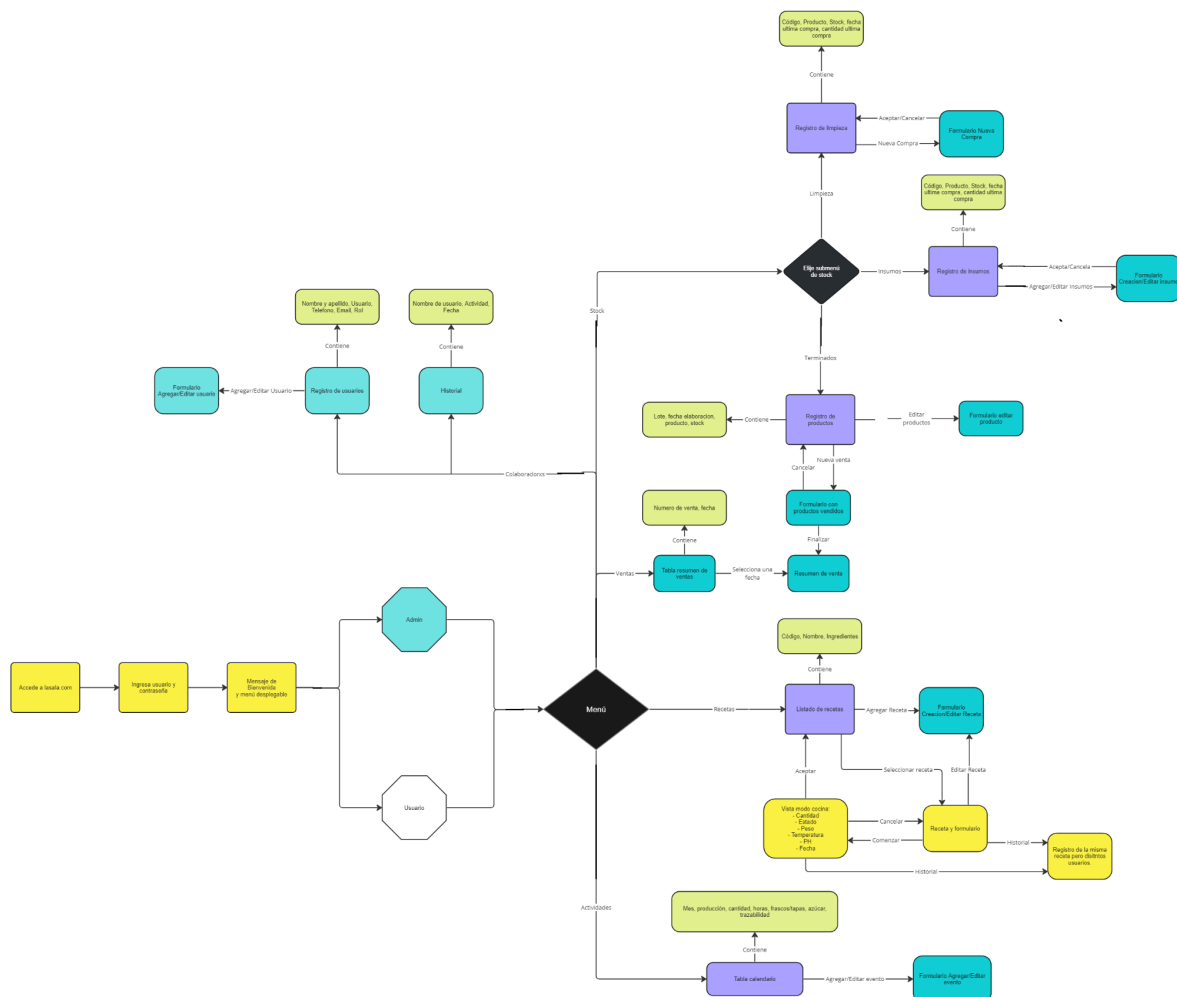 Código, Producto, Stock, fecha
ultima compra, cantidad ultima
compra
Contiene
Registro de limpieza
Aceptar/Cancelar
Nueva Compra
Formulario Nueva
Compra
Limpieza
Código, Producto, Stock, fecha
ultima compra, cantidad ultima
compra
Contiene
Elije submenú
de stock
Insumos
Registro de Insumos
Acepta/Cancela
Agregar/Editar Insumos
Formulario
Creacion/Editar insumo
Stock
Nombre y apellido, Usuario,
Telefono, Email, Rol
Nombre de usuario, Actividad,
Fecha
Contiene
Contiene
Formulario
Agregar/Editar usuario
Agregar/Editar Usuario
Registro de usuarios
Historial
Colaboradorxs
Terminados
Lote, fecha elaboracion,
producto, stock
Contiene
Registro de
productos
Editar
productos
Formulario editar
producto
Nueva venta
Cancelar
Formulario con
productos vendidos
Finalizar
Numero de venta, fecha
Contiene
Ventas
Tabla resumen de
ventas
Selecciona una
fecha
Resumen de venta
Accede a lasata.com
Ingresa usuario y
contraseña
Mensaje de
Bienvenida
y menú desplegable
Admin
Usuario
Menú
Recetas
Código, Nombre, Ingredientes
Contiene
Listado de recetas
Agregar Receta
Formulario
Creacion/Editar Receta
Seleccionar receta
Editar Receta
Aceptar
Vista modo cocina:
- Cantidad
- Estado
- Peso
- Temperatura
- PH
- Fecha
Cancelar
Comenzar
Receta y formulario
Historial
Historial
Registro de la misma
receta pero disitntos
usuarios
Actividades
Mes, producción, cantidad, horas, frascos/tapas, azúcar,
trazabilidad
Contiene
Tabla calendado
Agregar/Editar evento
Formulario Agregar/Editar
evento